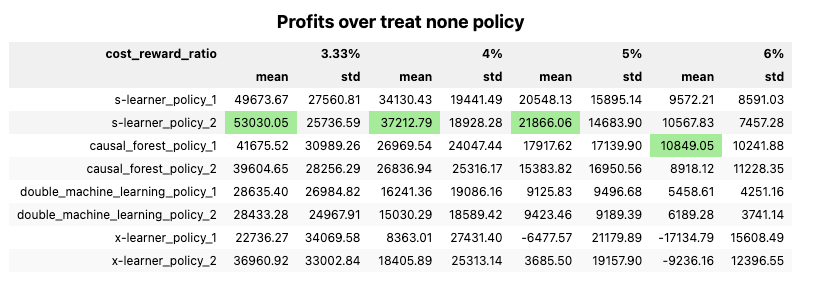 Profits over treat none policy
cost_reward_ratio 3.33% 4% 5% 6%
mean std mean std mean std mean std
s-learner_policy_1 49673.67 27560.81 34130.43 19441.49 20548.13 15895.14 9572.21 8591.03
s-learner_policy_2 53030.05 25736.59 37212.79 18928.28 21866.06 14683.90 10567.83 7457.28
causal_forest_policy_1 41675.52 30989.26 26969.54 24047.44 17917.62 17139.90 10849.05 10241.88
causal_forest_policy_2 39604.65 28256.29 26836.94 25316.17 15383.82 16950.56 8918.12 11228.35
double_machine_learning_policy_1 28635.40 26984.82 16241.36 19086.16 9125.83 9496.68 5458.61 4251.16
double_machine_learning_policy_2 28433.28 24967.91 15030.29 18589.42 9423.46 9189.39 6189.28 3741.14
x-learner_policy_1 22736.27 34069.58 8363.01 27431.40 -6477.57 21179.89 -17134.79 15608.49
x-learner_policy_2 36960.92 33002.84 18405.89 25313.14 3685.50 19157.90 -9236.16 12396.55